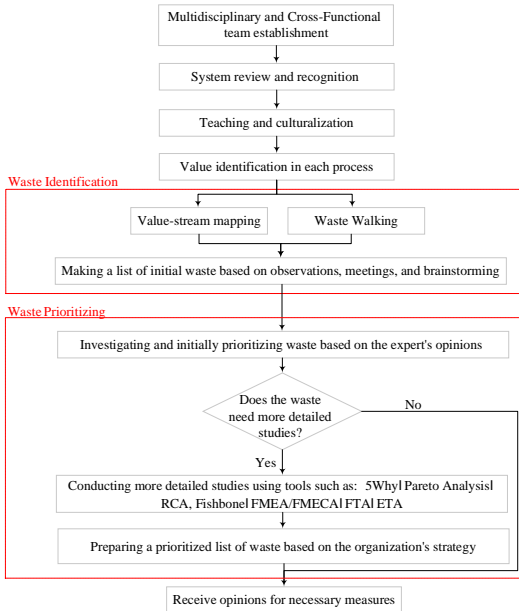 Multidisciplinary and Cross-Functional
team establishment
System review and recognition
Teaching and culturalization
Value identification in each process
Waste Identification
Value-stream mapping
Waste Walking
Making a list of initial waste based on observations, meetings, and brainstorming
Waste Prioritizing
Investigating and initially prioritizing waste based on the expert's opinions
Does the waste
need more detailed
studies?
No
Yes
Conducting more detailed studies using tools such as: 5Why| Pareto Analysis|
RCA, Fishbone| FMEA/FMECA| FTA| ETA
Preparing a prioritized list of waste based on the organization's strategy
Receive opinions for necessary measures